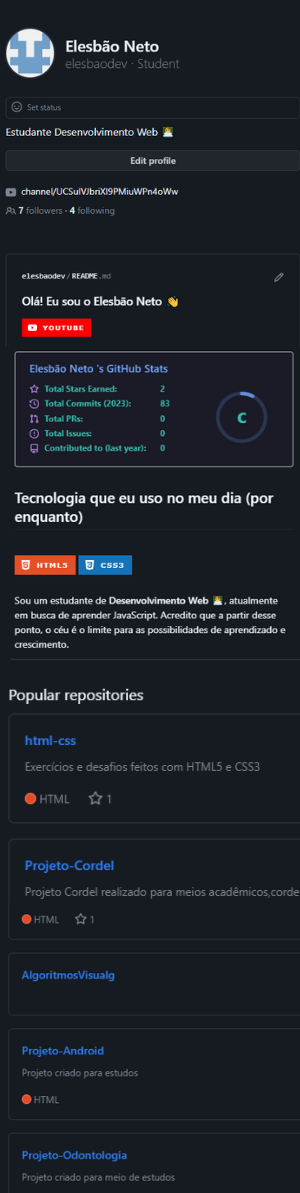 Elesbão Neto
elesbaodev · Student
Set status
Estudante Desenvolvimento Web 👨‍💻
Edit profile
channel/UCSulVJbriXl9PMiuWPn4oWw
7 followers · 4 following
elesbaodev/README.md
Olá! Eu sou o Elesbão Neto 👋
YOUTUBE
Elesbão Neto 's GitHub Stats
Total Stars Earned: 2
Total Commits (2023): 83
Total PRs: 0
Total Issues: 0
Contributed to (last year): 0
C
Tecnologia que eu uso no meu dia (por
enquanto)
HTML5 CSS3
Sou um estudante de Desenvolvimento Web 👨‍💻, atualmente
em busca de aprender JavaScript. Acredito que a partir desse
ponto, o céu é o limite para as possibilidades de aprendizado e
crescimento.
Popular repositories
html-css
Exercícios e desafios feitos com HTML5 e CSS3
HTML 1
Projeto-Cordel
Projeto Cordel realizado para meios acadêmicos,corde
HTML 1
AlgoritmosVisualg
Projeto-Android
Projeto criado para estudos
HTML
Projeto-Odontologia
Projeto criado para meio de estudos